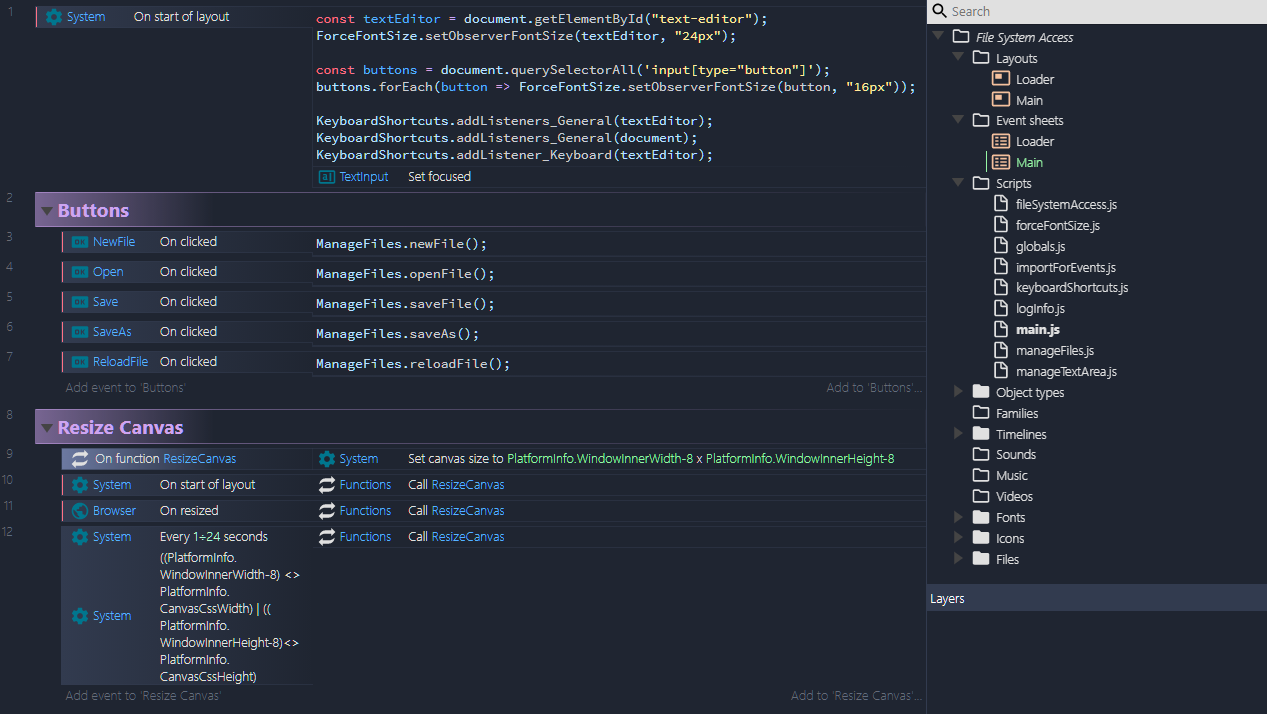 1 System On start of layout const textEditor = document.getElementById("text-editor");
ForceFontSize.setObserverFontSize(textEditor, "24px");
const buttons = document.querySelectorAll('input[type="button"]');
buttons.forEach(button => ForceFontSize.setObserverFontSize(button, "16px"));
KeyboardShortcuts.addListeners_General(textEditor);
KeyboardShortcuts.addListeners_General(document);
KeyboardShortcuts.addListener_Keyboard(textEditor);
TextInput Set focused
2 Buttons
3 OK NewFile On clicked ManageFiles.newFile();
4 OK Open On clicked ManageFiles.openFile();
5 OK Save On clicked ManageFiles.saveFile();
6 OK SaveAs On clicked ManageFiles.saveAs();
7 OK ReloadFile On clicked ManageFiles.reloadFile();
Add event to 'Buttons' Add to 'Buttons'...
8 Resize Canvas
9 On function ResizeCanvas System Set canvas size to PlatformInfo.WindowInnerWidth-8 x PlatformInfo.WindowInnerHeight-8
10 System On start of layout Functions Call ResizeCanvas
11 Browser On resized Functions Call ResizeCanvas
12 System Every 1÷24 seconds Functions Call ResizeCanvas
System ((PlatformInfo.
WindowInnerWidth-8) <>
PlatformInfo.
CanvasCssWidth) | ((
PlatformInfo.
WindowInnerHeight-8)<>
PlatformInfo.
CanvasCssHeight)
Add event to 'Resize Canvas' Add to 'Resize Canvas'...
Search
File System Access
Layouts
Loader
Main
Event sheets
Loader
Main
Scripts
fileSystemAccess.js
forceFontSize.js
globals.js
importForEvents.js
keyboardShortcuts.js
logInfo.js
main.js
manageFiles.js
manageTextArea.js
Object types
Families
Timelines
Sounds
Music
Videos
Fonts
Icons
Files
Layers